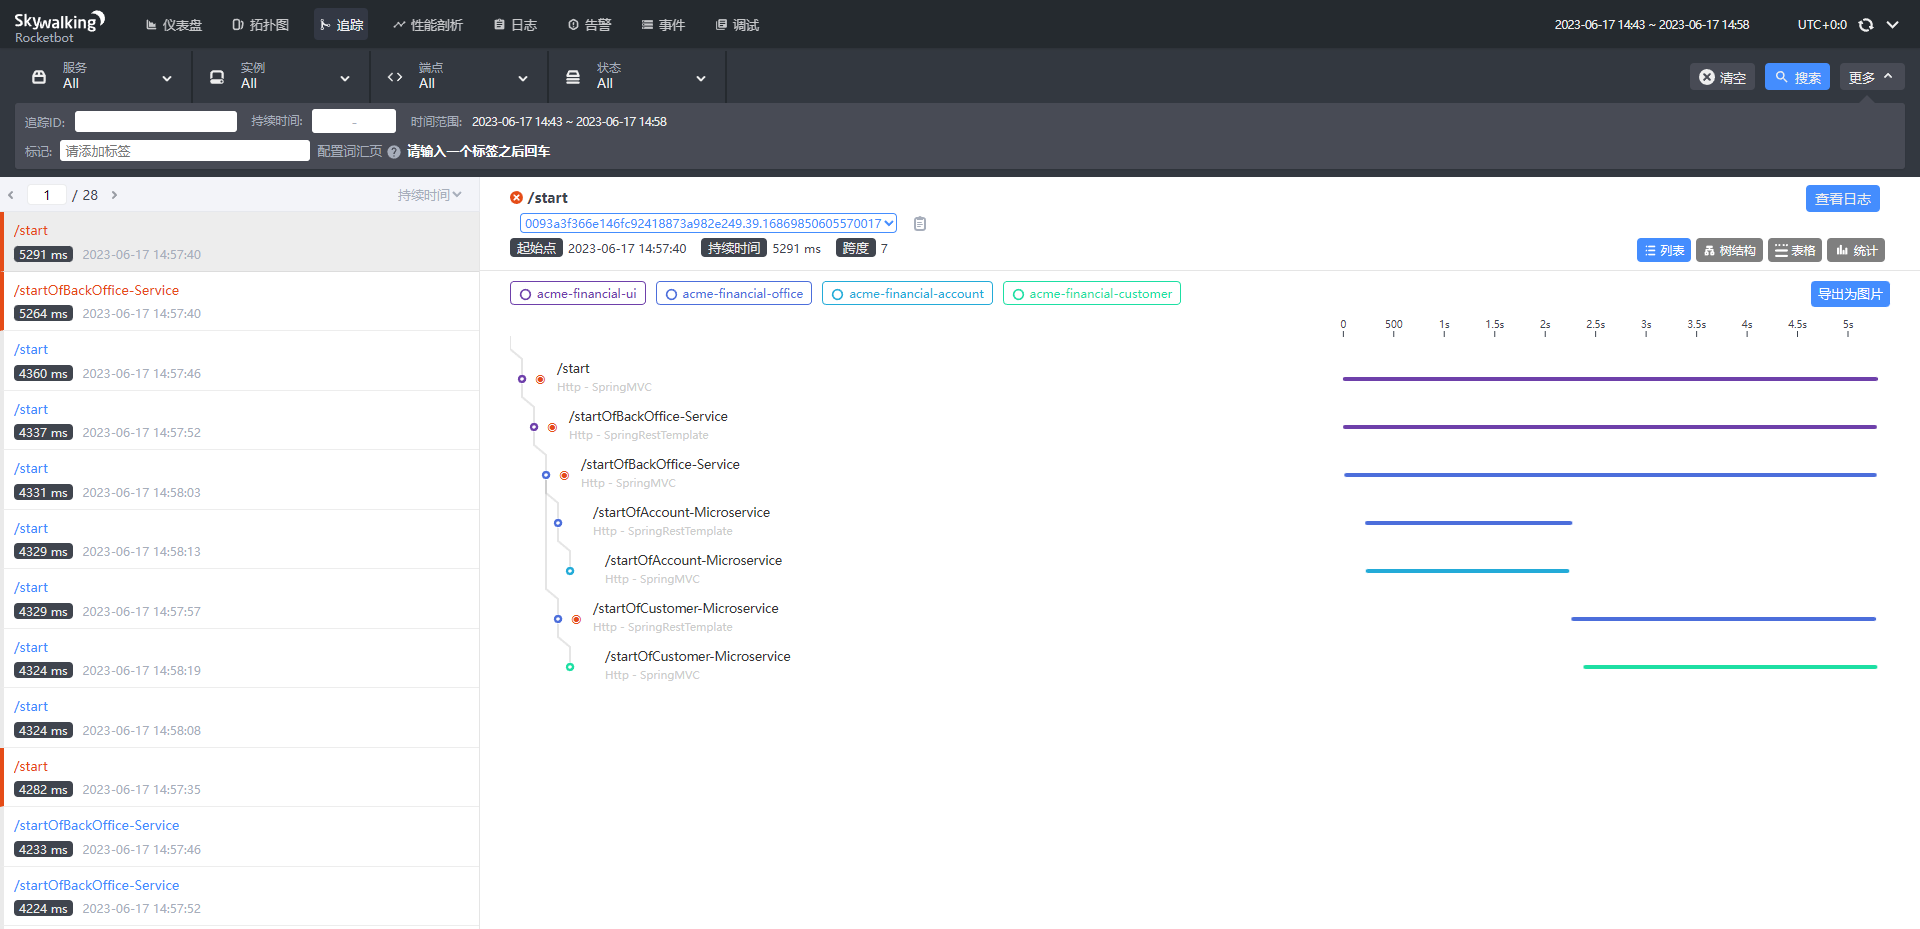 Skywalking
Rocketbot
仪表盘
拓扑图
追踪
性能剖析
日志
告警
事件
调试
2023-06-17 14:43 ~ 2023-06-17 14:58
UTC+0:0
服务
All
实例
All
端点
All
状态
All
清空
搜索
更多
追踪ID:
持续时间:
-
时间范围:
2023-06-17 14:43 ~ 2023-06-17 14:58
标记:
请添加标签
配置词汇页
?
请输入一个标签之后回车
1 / 28
持续时间
/start
5291 ms 2023-06-17 14:57:40
/startOfBackOffice-Service
5264 ms 2023-06-17 14:57:40
/start
4360 ms 2023-06-17 14:57:46
/start
4337 ms 2023-06-17 14:57:52
/start
4331 ms 2023-06-17 14:58:03
/start
4329 ms 2023-06-17 14:58:13
/start
4329 ms 2023-06-17 14:57:57
/start
4324 ms 2023-06-17 14:58:19
/start
4324 ms 2023-06-17 14:58:08
/start
4282 ms 2023-06-17 14:57:35
/startOfBackOffice-Service
4233 ms 2023-06-17 14:57:46
/startOfBackOffice-Service
4224 ms 2023-06-17 14:57:52
/start
查看日志
0093a3f366e146fc92418873a982e249.39.16869850605570017
起始点 2023-06-17 14:57:40 持续时间 5291 ms 跨度 7
列表
树结构
表格
统计
acme-financial-ui
acme-financial-office
acme-financial-account
acme-financial-customer
导出为图片
0 500 1s 1.5s 2s 2.5s 3s 3.5s 4s 4.5s 5s
/start
Http - SpringMVC
/startOfBackOffice-Service
Http - SpringRestTemplate
/startOfBackOffice-Service
Http - SpringMVC
/startOfAccount-Microservice
Http - SpringRestTemplate
/startOfAccount-Microservice
Http - SpringMVC
/startOfCustomer-Microservice
Http - SpringRestTemplate
/startOfCustomer-Microservice
Http - SpringMVC